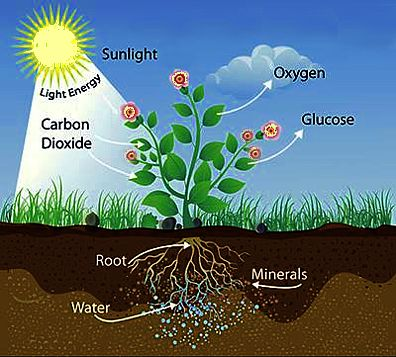 Sunlight
Light Energy
Oxygen
Carbon
Dioxide
Glucose
Root
Minerals
Water